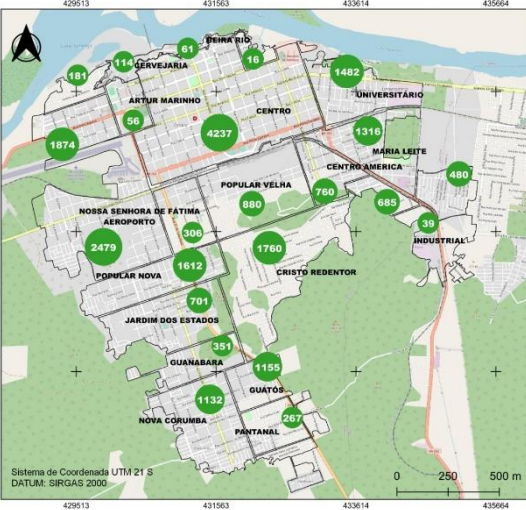 429513 431563 433614 435664
BEIRA RIO
61
114
CERVEJARIA
16
181
1482
UNIVERSITÁRIO
ARTUR MARINHO
CENTRO
56
4237
1316
1874
MARIA LEITE
CENTRO AMERICA
480
POPULAR VELHA
760
880
685
NOSSA SENHORA DE FÁTIMA
AEROPORTO
39
306
INDUSTRIAL
2479
1760
1612
CRISTO REDENTOR
POPULAR NOVA
701
JARDIM DOS ESTADOS
351
GUANABARA
1155
GUATÓS
1132
267
NOVA CORUMBA
PANTANAL
Sistema de Coordenada UTM 21 S
DATUM: SIRGAS 2000
0 250 500 m
429513 431563 433614 435664